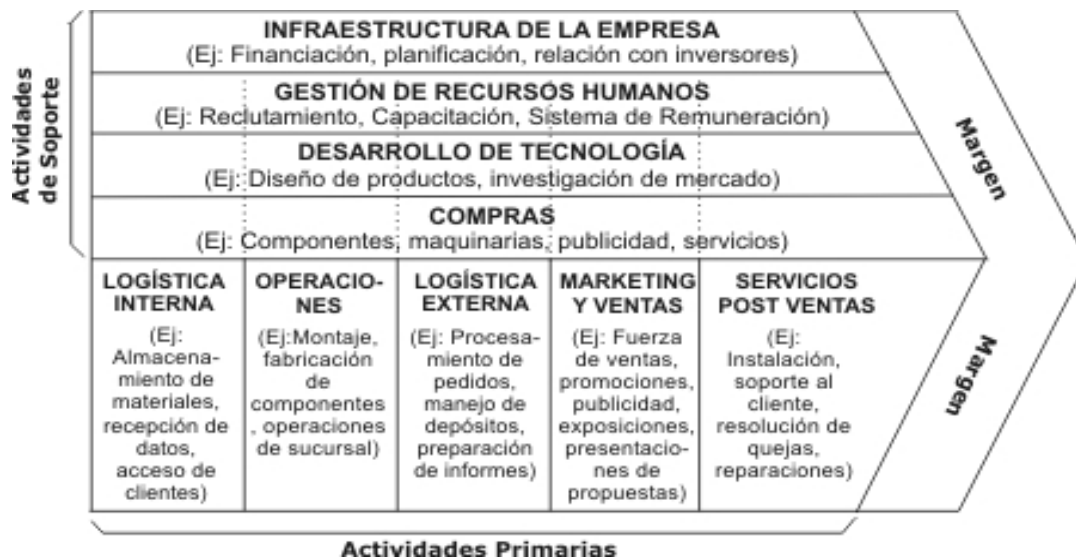 Actividades
de Soporte
INFRAESTRUCTURA DE LA EMPRESA
(Ej: Financiación, planificación, relación con inversores)
GESTIÓN DE RECURSOS HUMANOS
(Ej: Reclutamiento, Capacitación, Sistema de Remuneración)
DESARROLLO DE TECNOLOGÍA
(Ej: Diseño de productos, investigación de mercado)
COMPRAS
(Ej: Componentes, maquinarias, publicidad, servicios)
Margen
LOGÍSTICA
INTERNA
(Ej:
Almacena-
miento de
materiales,
recepción de
datos,
acceso de
clientes)
OPERACIO-
NES
(Ej:Montaje,
fabricación
de
componentes
, operaciones
de sucursal)
LOGÍSTICA
EXTERNA
(Ej: Procesa-
miento de
pedidos,
manejo de
depósitos,
preparación
de informes)
MARKETING
Y VENTAS
(Ej: Fuerza
de ventas,
promociones,
publicidad,
exposiciones,
presentacio-
nes de
propuestas)
SERVICIOS
POST VENTAS
(Ej:
Instalación,
soporte al
cliente,
resolución de
quejas,
reparaciones)
Margen
Actividades Primarias